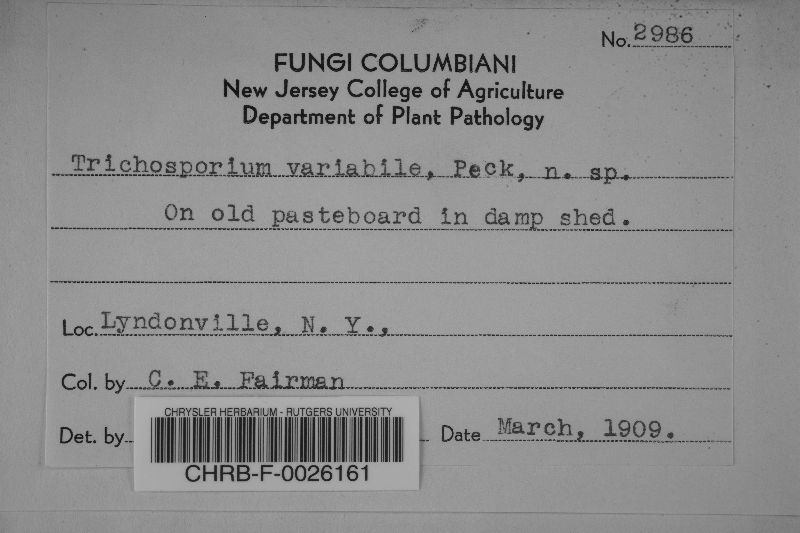 No. 2986
FUNGI COLUMBIANI
New Jersey College of Agriculture
Department of Plant Pathology
Trichosporium variabile, Peck, n. sp.
On old pasteboard in damp shed.
Loc. Lyndonville, N. Y.,
Col. by C. E. Fairman
Det. by
Date March, 1909.
CHRYSLER HERBARIUM - RUTGERS UNIVERSITY
CHRB-F-0026161